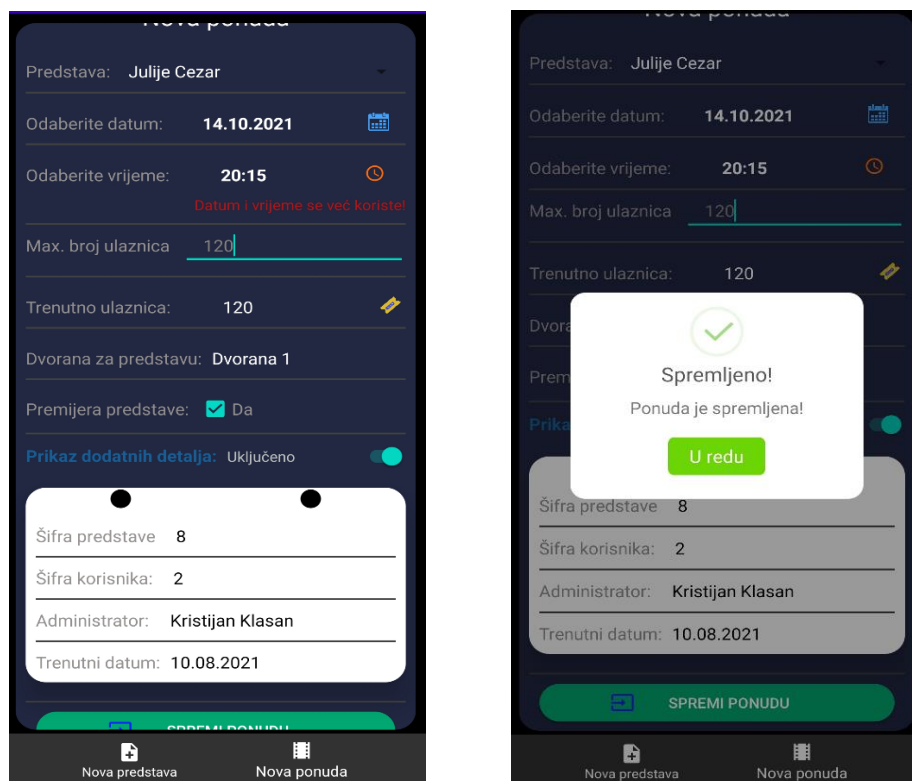 Nova ponuda
Predstava: Julije Cezar
Odaberite datum: 14.10.2021
Odaberite vrijeme: 20:15
Datum i vrijeme se već koriste!
Max. broj ulaznica 120
Trenutno ulaznica: 120
Dvorana za predstavu: Dvorana 1
Premijera predstave: Da
Prikaz dodatnih detalja: Uključeno
Šifra predstave 8
Šifra korisnika: 2
Administrator: Kristijan Klasan
Trenutni datum: 10.08.2021
SPREMI PONUDU
Nova predstava Nova ponuda
Nova ponuda
Predstava: Julije Cezar
Odaberite datum: 14.10.2021
Odaberite vrijeme: 20:15
Max. broj ulaznica 120
Trenutno ulaznica: 120
Dvora
Prem
Prika
Spremljeno!
Ponuda je spremljena!
U redu
Šifra predstave 8
Šifra korisnika: 2
Administrator: Kristijan Klasan
Trenutni datum: 10.08.2021
SPREMI PONUDU
Nova predstava Nova ponuda